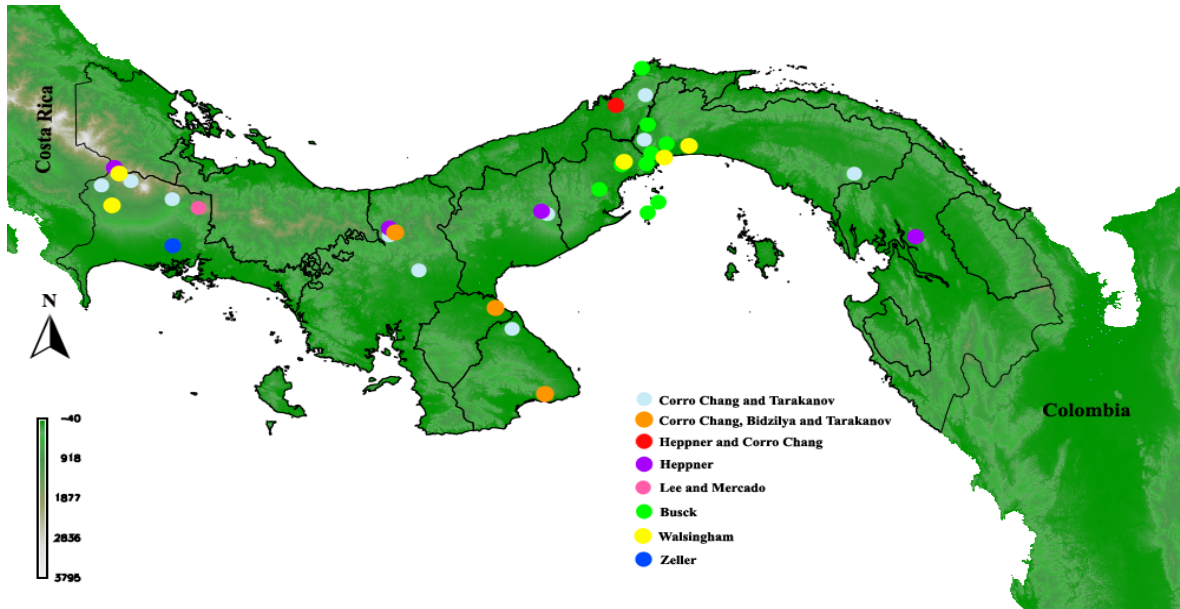 Costa Rica
N
-40
918
1877
2836
3795
Corro Chang and Tarakanov
Corro Chang, Bidzilya and Tarakanov
Heppner and Corro Chang
Heppner
Lee and Mercado
Busck
Walsingham
Zeller
Colombia